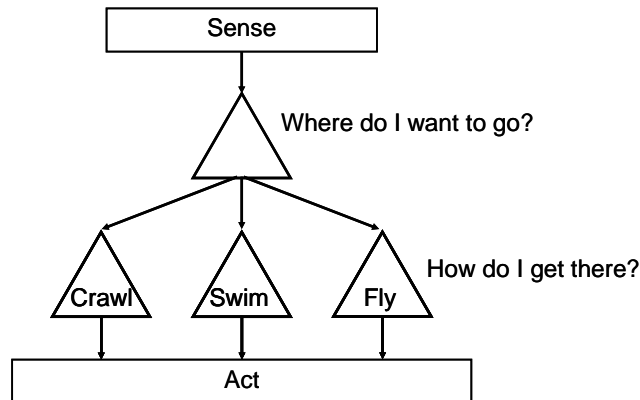 Sense
Where do I want to go?
How do I get there?
Crawl
Swim
Fly
Act